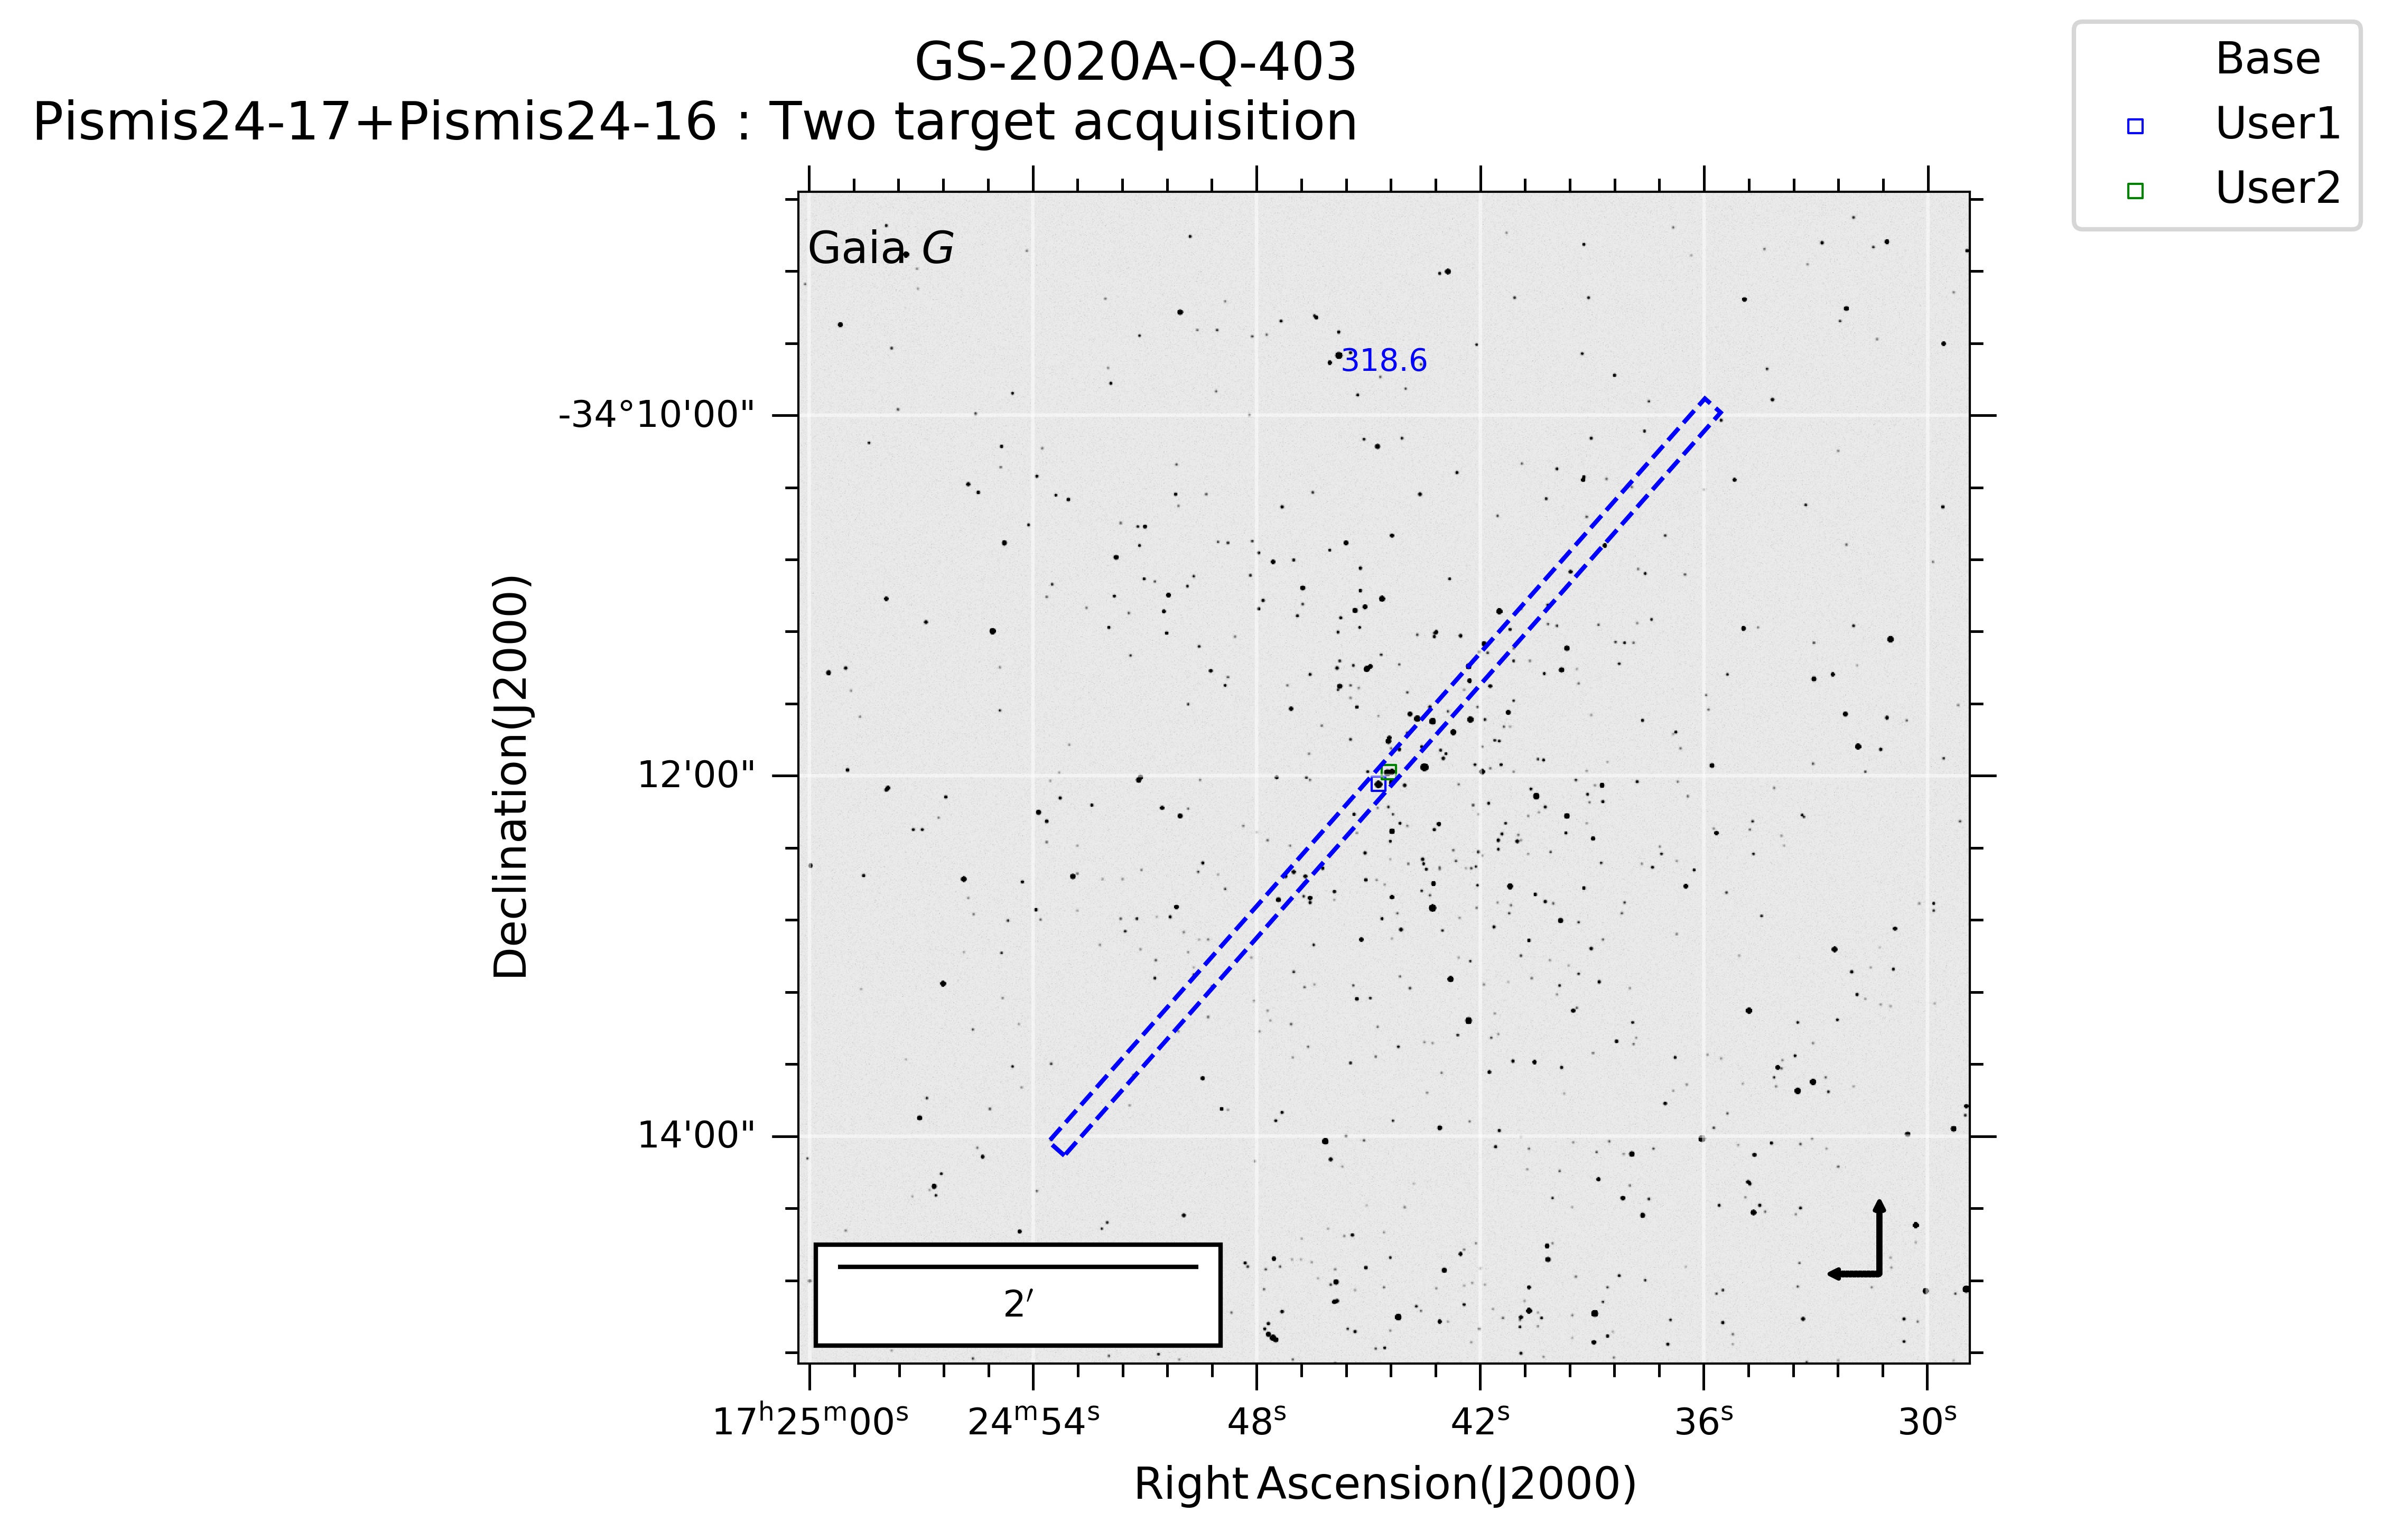 GS-2020A-Q-403
Pismis24-17+Pismis24-16 : Two target acquisition
Base
User1
User2
Gaia G
318.6
-34°10'00"
12'00"
14'00"
Declination(J2000)
2′
17ʰ25ᵐ00ˢ 24ᵐ54ˢ 48ˢ 42ˢ 36ˢ 30ˢ
Right Ascension(J2000)